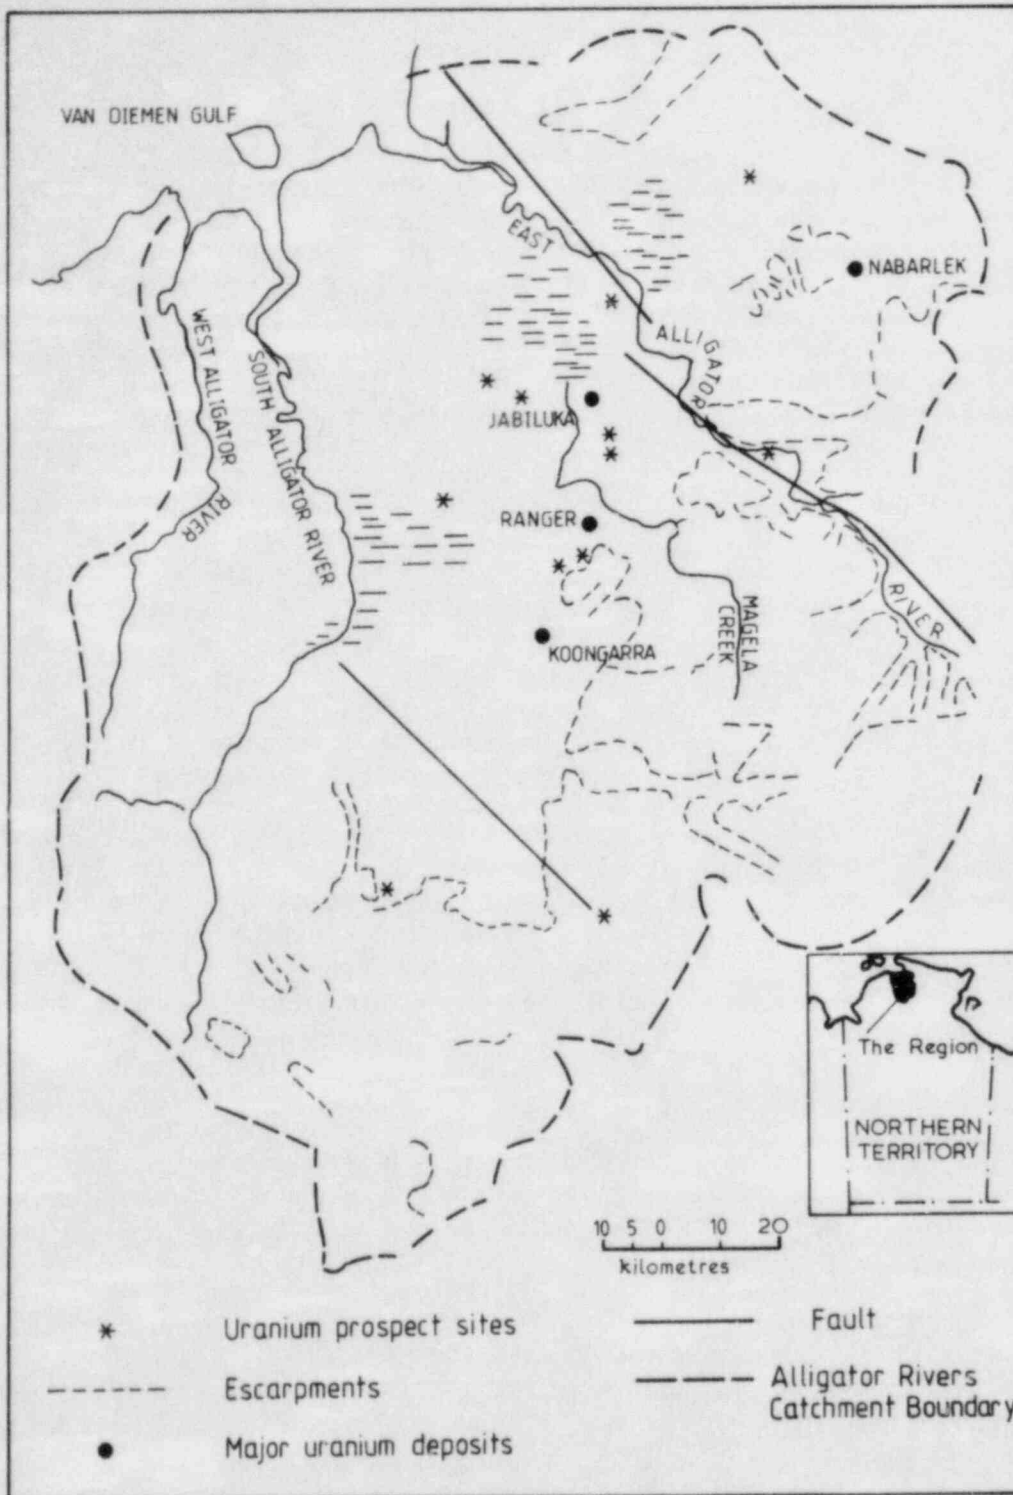 VAN DIEMEN GULF
EAST
ALLIGATOR
RIVER
NABARLEK
WEST ALLIGATOR
RIVER
SOUTH ALLIGATOR RIVER
JABILUKA
RANGER
MAGELA
CREEK
KOONGARRA
The Region
NORTHERN
TERRITORY
10 5 0 10 20
kilometres
Uranium prospect sites
Fault
Escarpments
Alligator Rivers
Catchment Boundary
Major uranium deposits